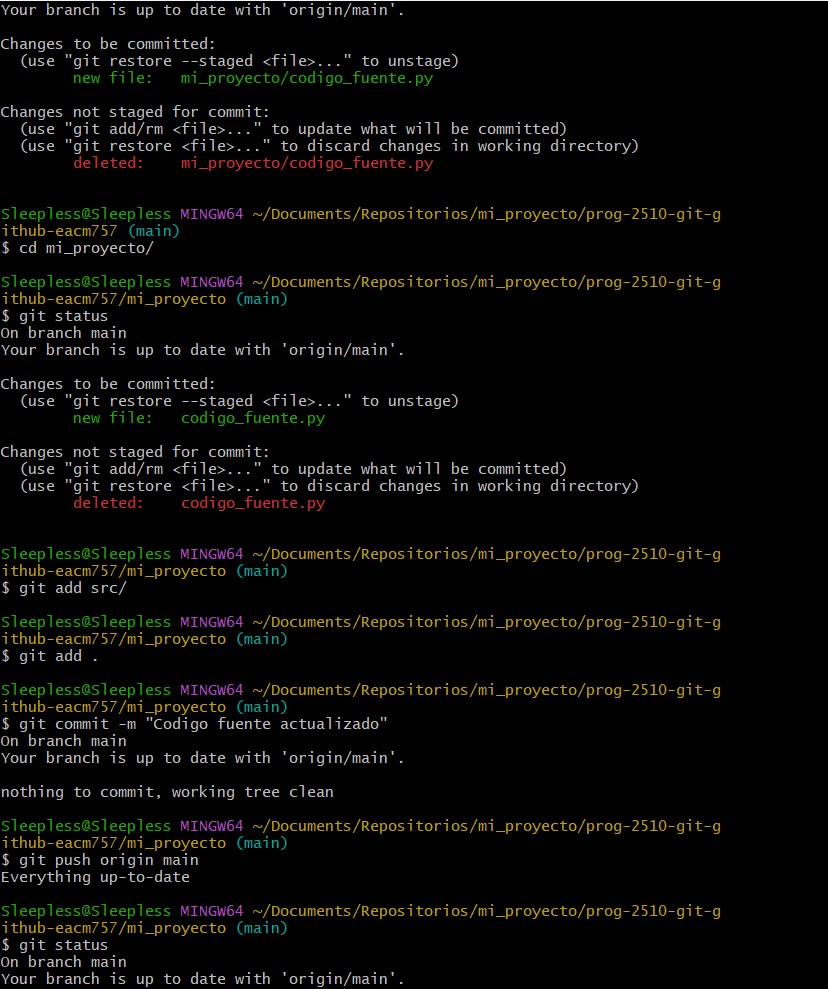 Your branch is up to date with 'origin/main'.
Changes to be committed:
  (use "git restore --staged <file>..." to unstage)
        new file:   mi_proyecto/codigo_fuente.py
Changes not staged for commit:
  (use "git add/rm <file>..." to update what will be committed)
  (use "git restore <file>..." to discard changes in working directory)
        deleted:    mi_proyecto/codigo_fuente.py
Sleepless@Sleepless MINGW64 ~/Documents/Repositorios/mi_proyecto/prog-2510-git-g
ithub-eacm757 (main)
$ cd mi_proyecto/
Sleepless@Sleepless MINGW64 ~/Documents/Repositorios/mi_proyecto/prog-2510-git-g
ithub-eacm757/mi_proyecto (main)
$ git status
On branch main
Your branch is up to date with 'origin/main'.
Changes to be committed:
  (use "git restore --staged <file>..." to unstage)
        new file:   codigo_fuente.py
Changes not staged for commit:
  (use "git add/rm <file>..." to update what will be committed)
  (use "git restore <file>..." to discard changes in working directory)
        deleted:    codigo_fuente.py
Sleepless@Sleepless MINGW64 ~/Documents/Repositorios/mi_proyecto/prog-2510-git-g
ithub-eacm757/mi_proyecto (main)
$ git add src/
Sleepless@Sleepless MINGW64 ~/Documents/Repositorios/mi_proyecto/prog-2510-git-g
ithub-eacm757/mi_proyecto (main)
$ git add .
Sleepless@Sleepless MINGW64 ~/Documents/Repositorios/mi_proyecto/prog-2510-git-g
ithub-eacm757/mi_proyecto (main)
$ git commit -m "Codigo fuente actualizado"
On branch main
Your branch is up to date with 'origin/main'.
nothing to commit, working tree clean
Sleepless@Sleepless MINGW64 ~/Documents/Repositorios/mi_proyecto/prog-2510-git-g
ithub-eacm757/mi_proyecto (main)
$ git push origin main
Everything up-to-date
Sleepless@Sleepless MINGW64 ~/Documents/Repositorios/mi_proyecto/prog-2510-git-g
ithub-eacm757/mi_proyecto (main)
$ git status
On branch main
Your branch is up to date with 'origin/main'.